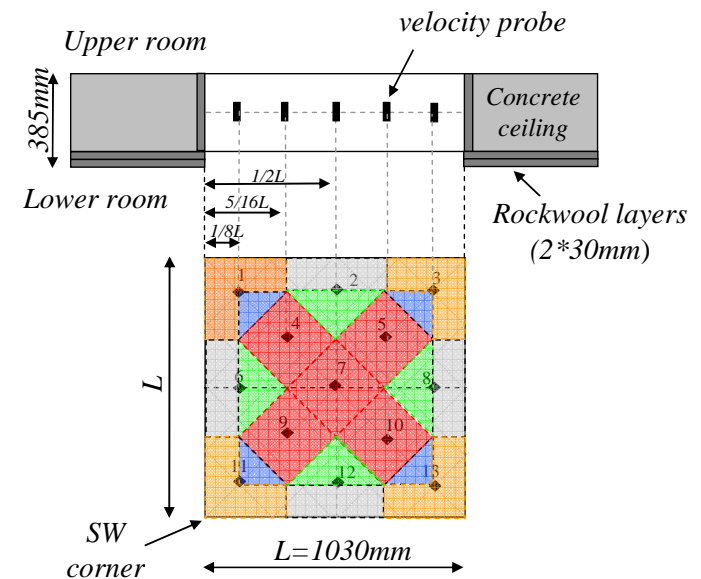 velocity probe
Upper room
385mm
Concrete
ceiling
Lower room
1/2L
5/16L
1/8L
Rockwool layers
(2*30mm)
1
2
3
4
5
6
7
8
9
10
11
12
13
L
SW
corner
L=1030mm